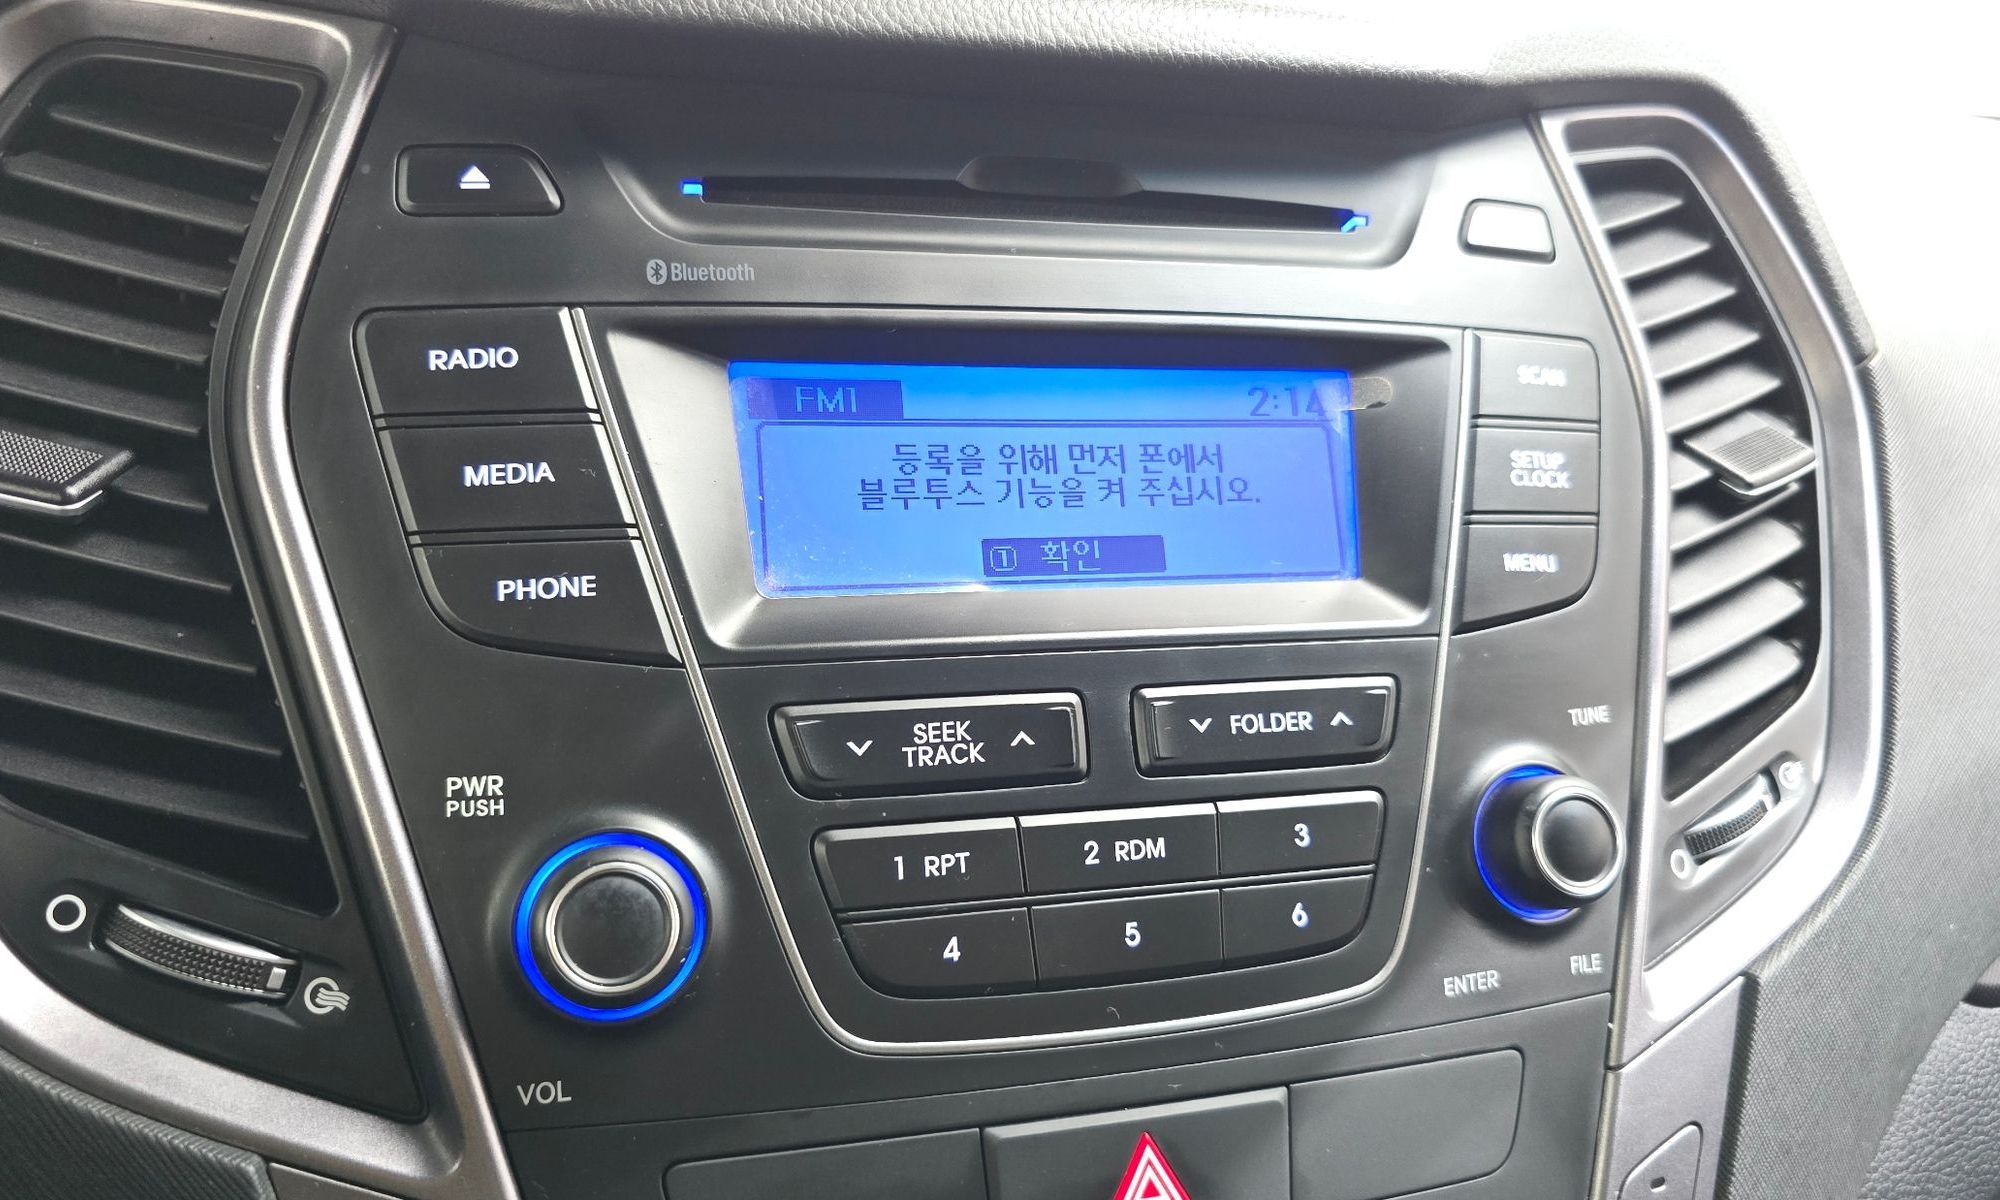 Bluetooth
RADIO
MEDIA
PHONE
FM1
2:14
등록을 위해 먼저 폰에서
블루투스 기능을 켜 주십시오.
① 확인
SCAN
SETUP
CLOCK
MENU
SEEK
TRACK
FOLDER
TUNE
PWR
PUSH
1 RPT
2 RDM
3
4
5
6
VOL
ENTER
FILE